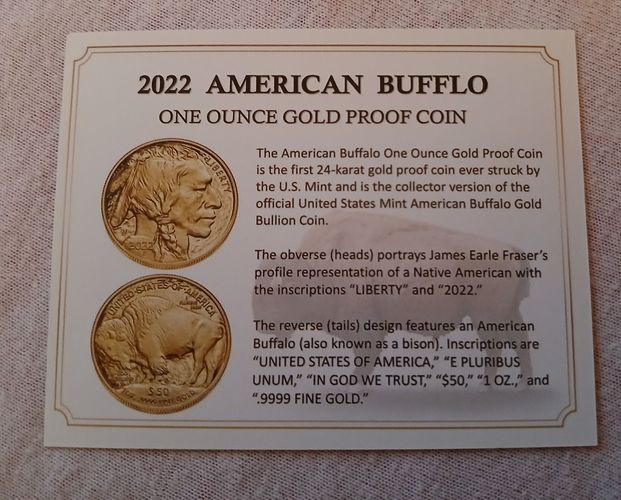 2022 AMERICAN BUFFLO
ONE OUNCE GOLD PROOF COIN
The American Buffalo One Ounce Gold Proof Coin
is the first 24-karat gold proof coin ever struck by
the U.S. Mint and is the collector version of the
official United States Mint American Buffalo Gold
Bullion Coin.
The obverse (heads) portrays James Earle Fraser’s
profile representation of a Native American with
the inscriptions “LIBERTY” and “2022.”
The reverse (tails) design features an American
Buffalo (also known as a bison). Inscriptions are
“UNITED STATES OF AMERICA,” “E PLURIBUS
UNUM,” “IN GOD WE TRUST,” “$50,” “1 OZ.,” and
“.9999 FINE GOLD.”
LIBERTY
2022
UNITED STATES OF AMERICA
$50
.9999 FINE GOLD